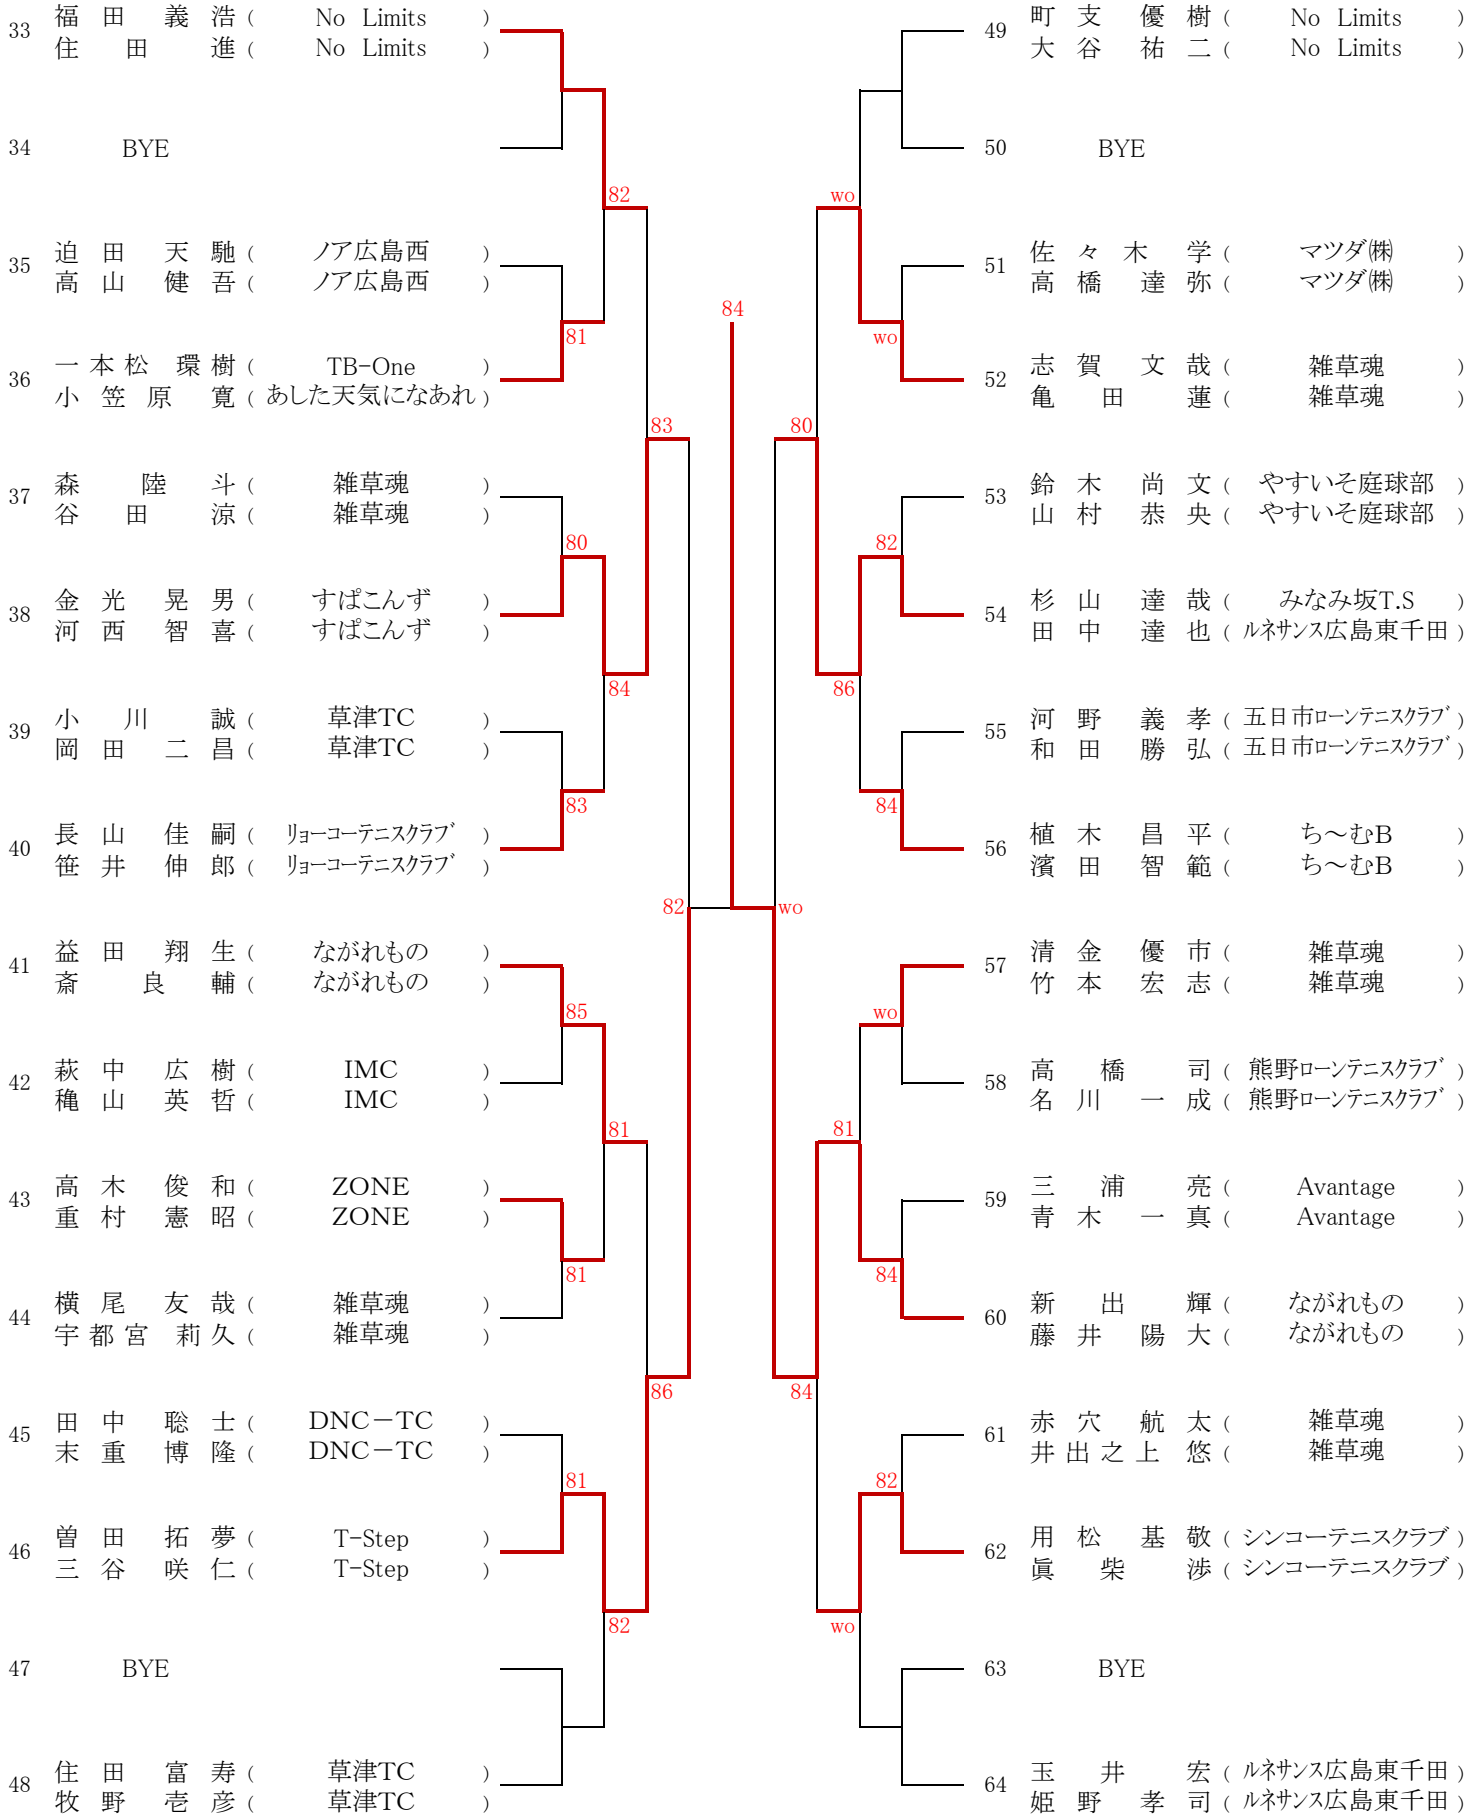 33 福田 義浩 ( No Limits )
住田 進 ( No Limits )
34 BYE
82
35 迫田 天馳 ( ノア広島西 )
高山 健吾 ( ノア広島西 )
81
36 一本松 環樹 ( TB-One )
小笠原 寛 ( あした天気になあれ )
83
37 森 陸斗 ( 雑草魂 )
谷田 涼 ( 雑草魂 )
80
38 金光 晃男 ( すぱこんず )
河西 智喜 ( すぱこんず )
84
39 小川 誠 ( 草津TC )
岡田 二昌 ( 草津TC )
83
40 長山 佳嗣 ( リョーコーテニスクラブ )
笹井 伸郎 ( リョーコーテニスクラブ )
82
41 益田 翔生 ( ながれもの )
斎 良輔 ( ながれもの )
85
42 萩中 広樹 ( IMC )
穐山 英哲 ( IMC )
81
43 高木 俊和 ( ZONE )
重村 憲昭 ( ZONE )
81
44 横尾 友哉 ( 雑草魂 )
宇都宮 莉久 ( 雑草魂 )
86
45 田中 聡士 ( DNC－TC )
末重 博隆 ( DNC－TC )
81
46 曽田 拓夢 ( T-Step )
三谷 咲仁 ( T-Step )
82
47 BYE
48 住田 富寿 ( 草津TC )
牧野 壱彦 ( 草津TC )
84
49 町支 優樹 ( No Limits )
大谷 祐二 ( No Limits )
50 BYE
wo
51 佐々木 学 ( マツダ㈱ )
高橋 達弥 ( マツダ㈱ )
wo
52 志賀 文哉 ( 雑草魂 )
亀田 蓮 ( 雑草魂 )
80
53 鈴木 尚文 ( やすいそ庭球部 )
山村 恭央 ( やすいそ庭球部 )
82
54 杉山 達哉 ( みなみ坂T.S )
田中 達也 ( ルネサンス広島東千田 )
86
55 河野 義孝 ( 五日市ローンテニスクラブ )
和田 勝弘 ( 五日市ローンテニスクラブ )
84
56 植木 昌平 ( ち～むB )
濱田 智範 ( ち～むB )
wo
57 清金 優市 ( 雑草魂 )
竹本 宏志 ( 雑草魂 )
wo
58 高橋 司 ( 熊野ローンテニスクラブ )
名川 一成 ( 熊野ローンテニスクラブ )
81
59 三浦 亮 ( Avantage )
青木 一真 ( Avantage )
84
60 新出 輝 ( ながれもの )
藤井 陽大 ( ながれもの )
84
61 赤穴 航太 ( 雑草魂 )
井出之上 悠 ( 雑草魂 )
82
62 用松 基敬 ( シンコーテニスクラブ )
眞柴 渉 ( シンコーテニスクラブ )
wo
63 BYE
64 玉井 宏 ( ルネサンス広島東千田 )
姫野 孝司 ( ルネサンス広島東千田 )